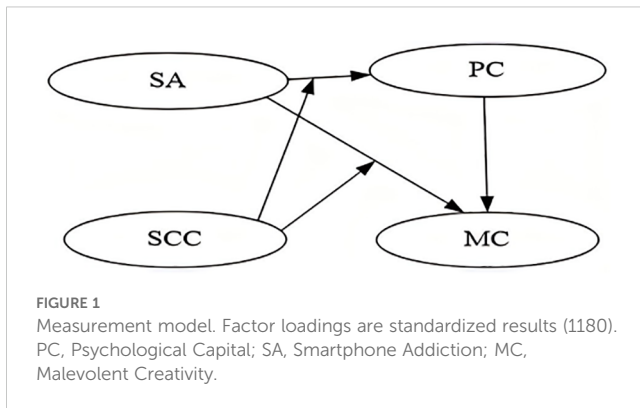 SA
PC
SCC
MC
FIGURE 1
Measurement model. Factor loadings are standardized results (1180).
PC, Psychological Capital; SA, Smartphone Addiction; MC,
Malevolent Creativity.